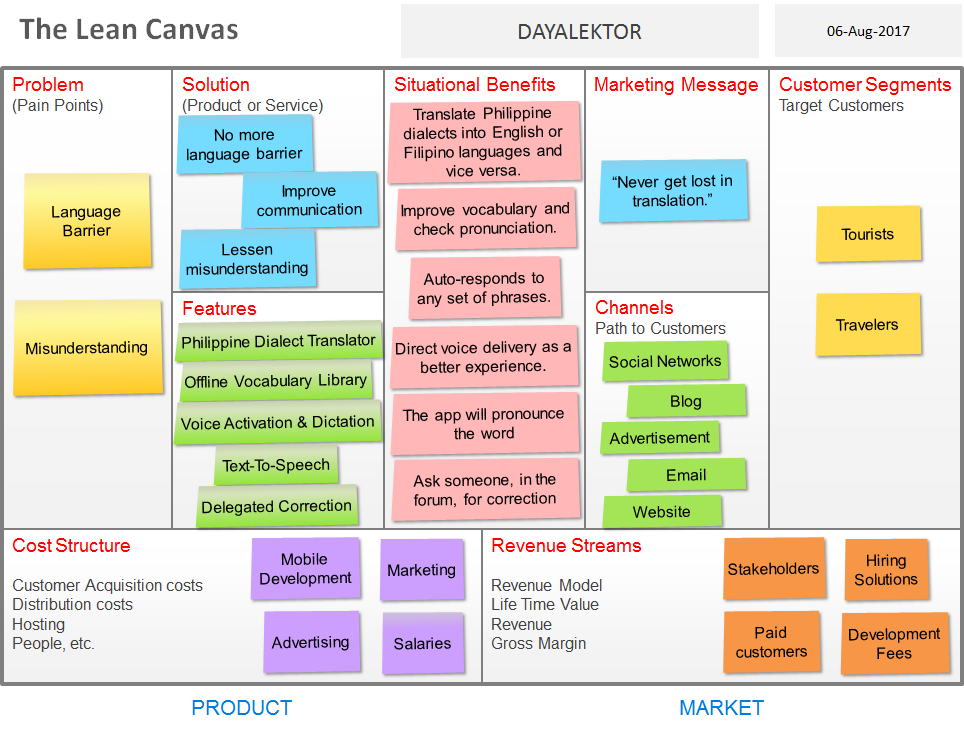 The Lean Canvas
DAYALEKTOR
06-Aug-2017
Problem
(Pain Points)
Language
Barrier
Misunderstanding
Solution
(Product or Service)
No more
language barrier
Improve
communication
Lessen
misunderstanding
Features
Philippine Dialect Translator
Offline Vocabulary Library
Voice Activation & Dictation
Text-To-Speech
Delegated Correction
Situational Benefits
Translate Philippine
dialects into English or
Filipino languages and
vice versa.
Improve vocabulary and
check pronunciation.
Auto-responds to
any set of phrases.
Direct voice delivery as a
better experience.
The app will pronounce
the word
Ask someone, in the
forum, for correction
Marketing Message
“Never get lost in
translation.”
Channels
Path to Customers
Social Networks
Blog
Advertisement
Email
Website
Customer Segments
Target Customers
Tourists
Travelers
Cost Structure
Customer Acquisition costs
Distribution costs
Hosting
People, etc.
Mobile
Development
Marketing
Advertising
Salaries
Revenue Streams
Revenue Model
Life Time Value
Revenue
Gross Margin
Stakeholders
Hiring
Solutions
Paid
customers
Development
Fees
PRODUCT
MARKET